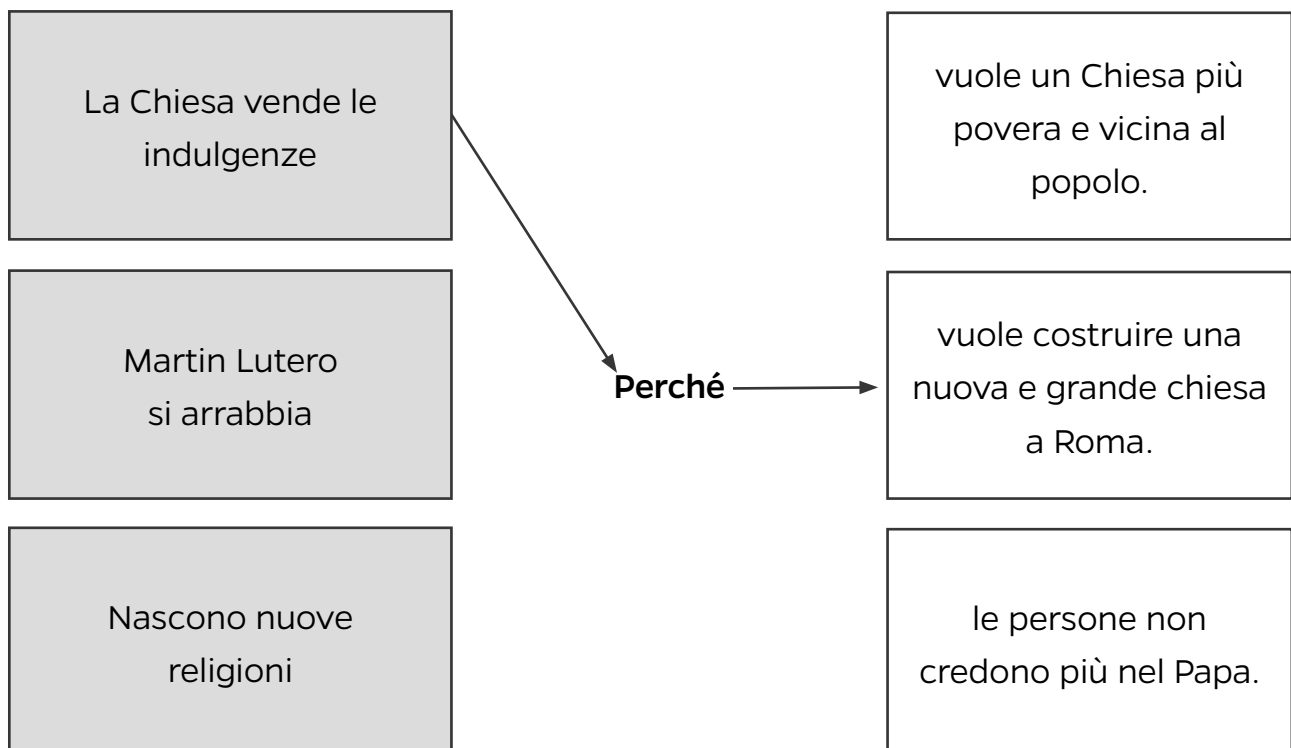 La Chiesa vende le
indulgenze
vuole un Chiesa più
povera e vicina al
popolo.
Martin Lutero
si arrabbia
Perché
vuole costruire una
nuova e grande chiesa
a Roma.
Nascono nuove
religioni
le persone non
credono più nel Papa.